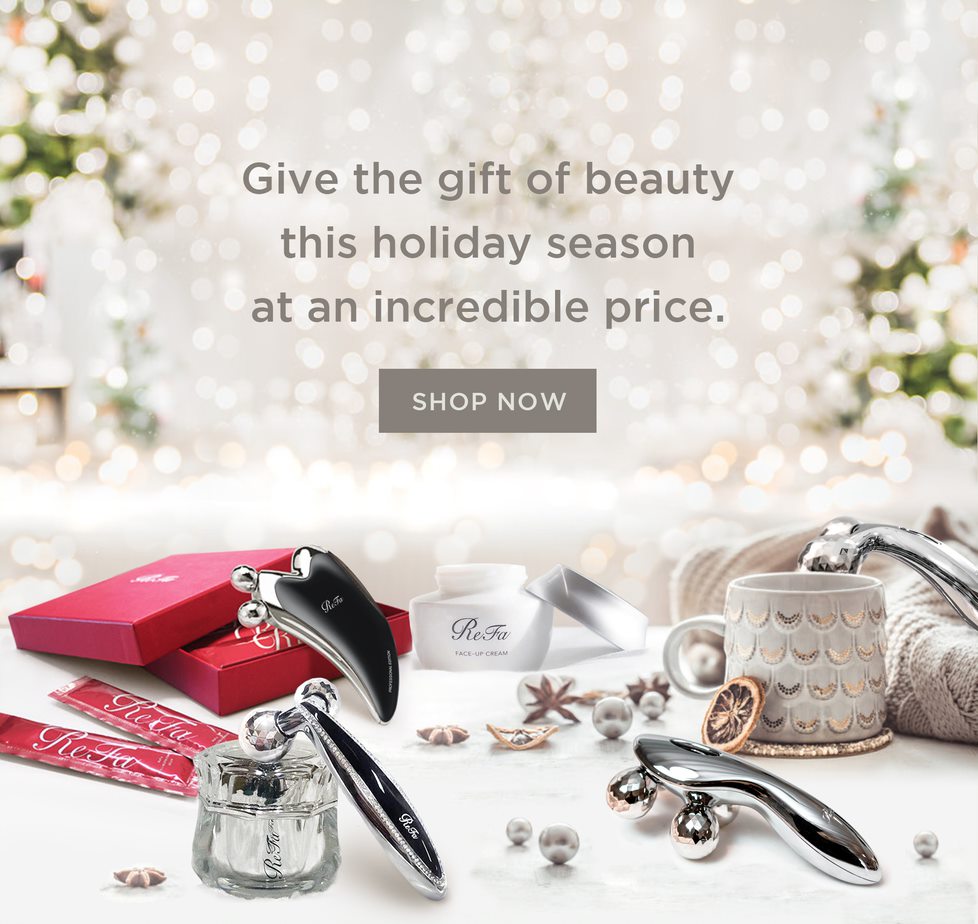 Give the gift of beauty
this holiday season
at an incredible price.
SHOP NOW
ReFa
ReFa
PROFESSIONAL EDITION
ReFa
FACE-UP CREAM
ReFa
ReFa
ReFa
ReFa